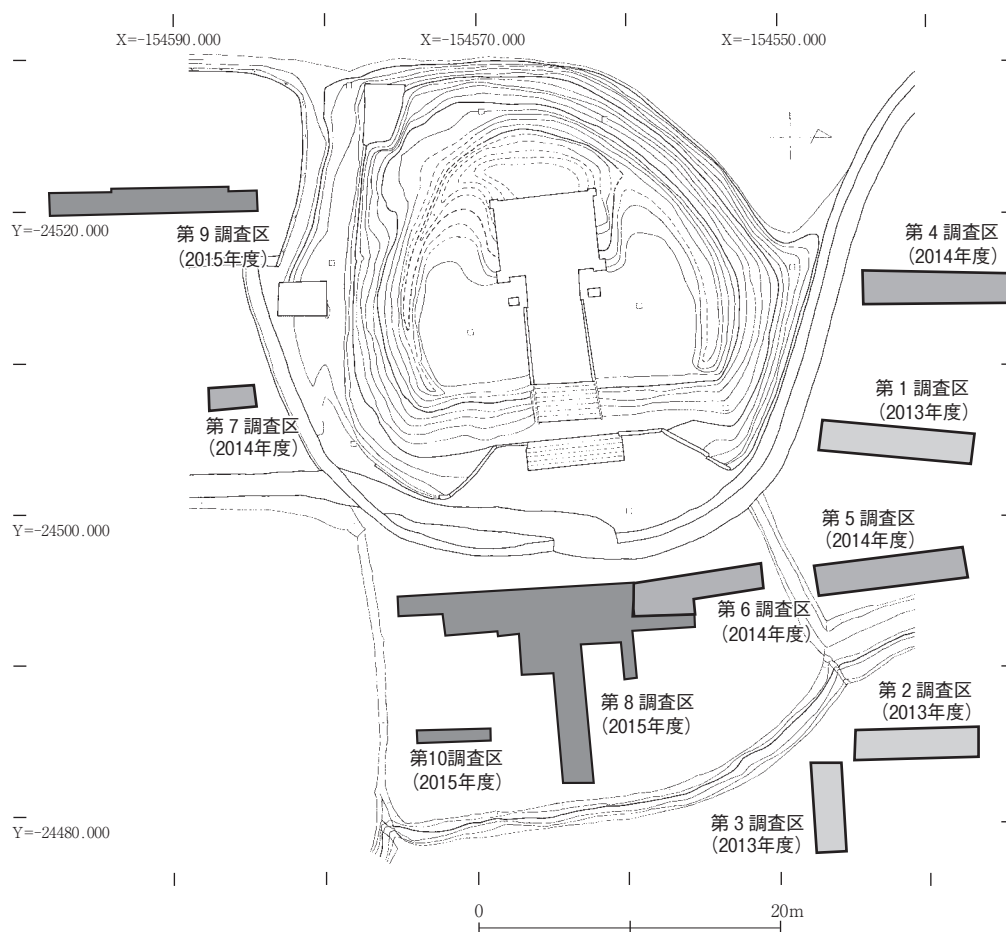 X=-154590.000
X=-154570.000
X=-154550.000
Y=-24520.000
第 9 調査区
(2015年度)
第 4 調査区
(2014年度)
第 1 調査区
(2013年度)
第 7 調査区
(2014年度)
Y=-24500.000
第 5 調査区
(2014年度)
第 6 調査区
(2014年度)
第 2 調査区
(2013年度)
第 8 調査区
(2015年度)
第10調査区
(2015年度)
第 3 調査区
(2013年度)
Y=-24480.000
0
20m